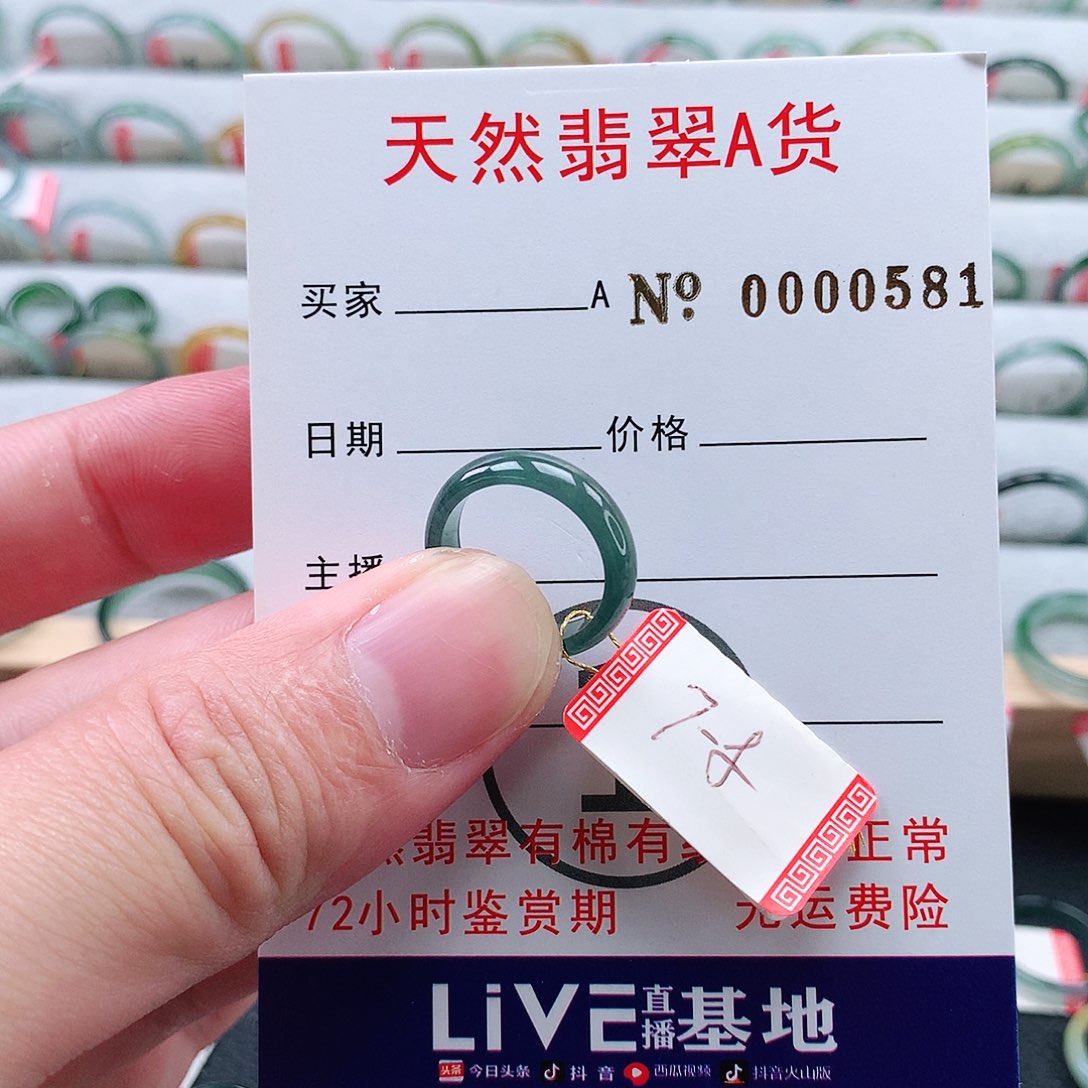 天然翡翠A货
买家 A Nº 0000581
日期 价格
主播
7-8
翡翠有棉有 正常
72小时鉴赏期 运费险
LiVE直播基地
头条 今日头条 抖音 西瓜视频 抖音火山版